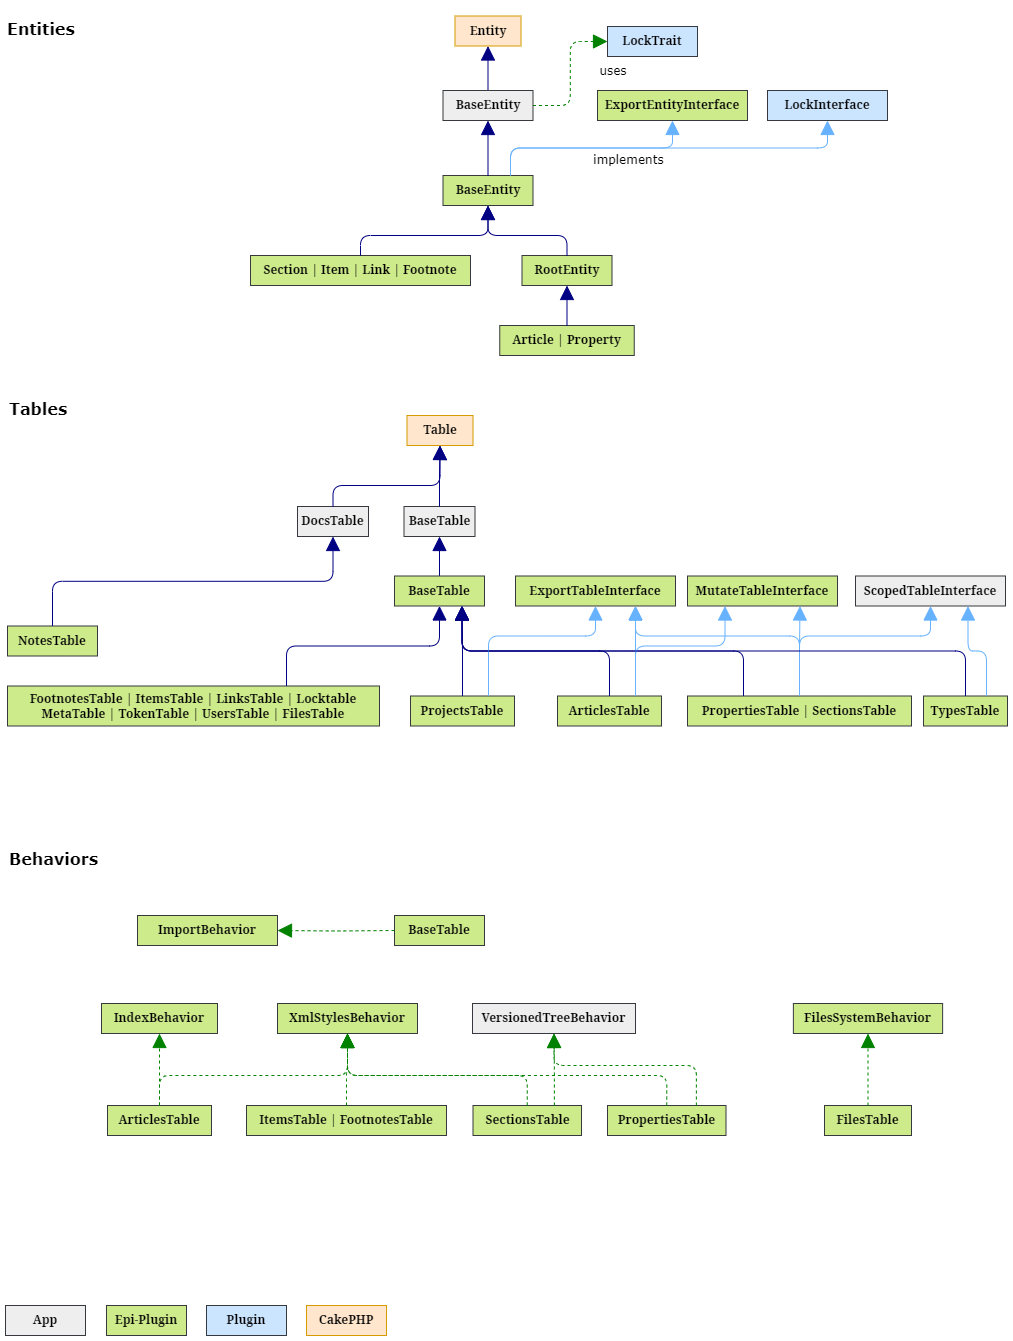 Entities
Entity
LockTrait
uses
BaseEntity
ExportEntityInterface
LockInterface
implements
BaseEntity
Section | Item | Link | Footnote
RootEntity
Article | Property
Tables
Table
DocsTable
BaseTable
BaseTable
ExportTableInterface
MutateTableInterface
ScopedTableInterface
NotesTable
FootnotesTable | ItemsTable | LinksTable | Locktable
MetaTable | TokenTable | UsersTable | FilesTable
ProjectsTable
ArticlesTable
PropertiesTable | SectionsTable
TypesTable
Behaviors
ImportBehavior
BaseTable
IndexBehavior
XmlStylesBehavior
VersionedTreeBehavior
FilesSystemBehavior
ArticlesTable
ItemsTable | FootnotesTable
SectionsTable
PropertiesTable
FilesTable
App
Epi-Plugin
Plugin
CakePHP